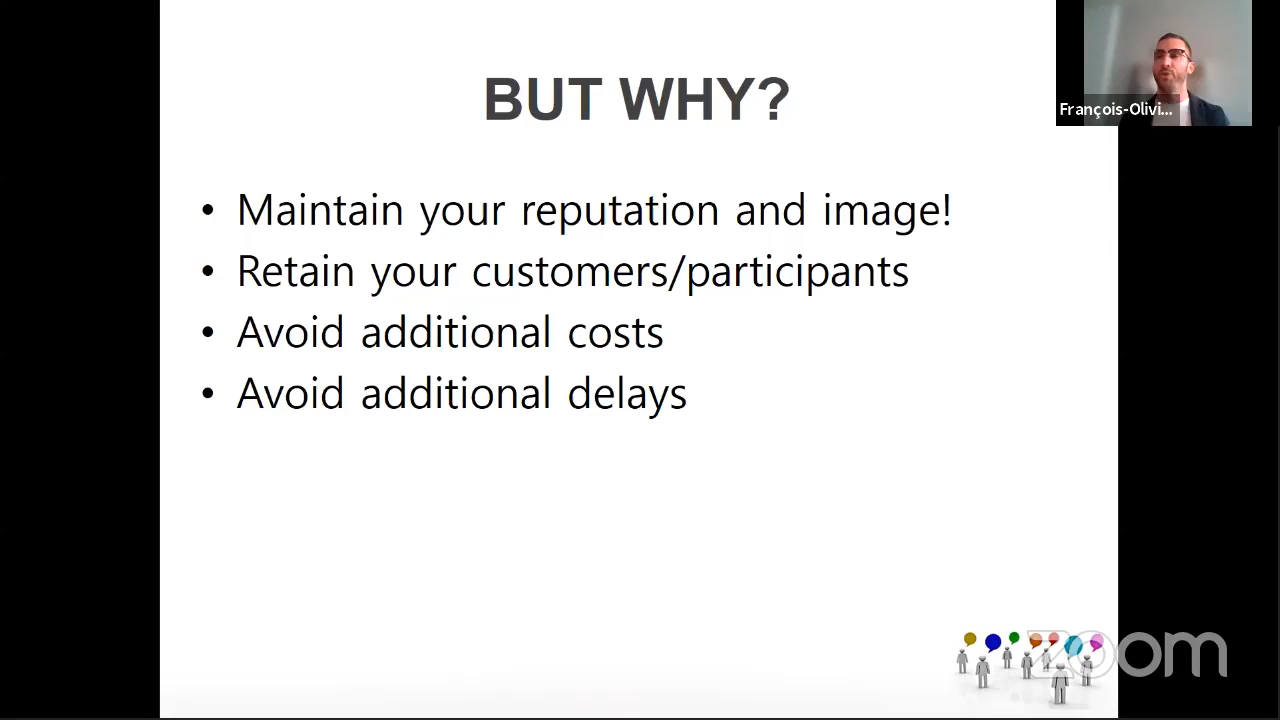 BUT WHY?
François-Olivi...
• Maintain your reputation and image!
• Retain your customers/participants
• Avoid additional costs
• Avoid additional delays
zoom